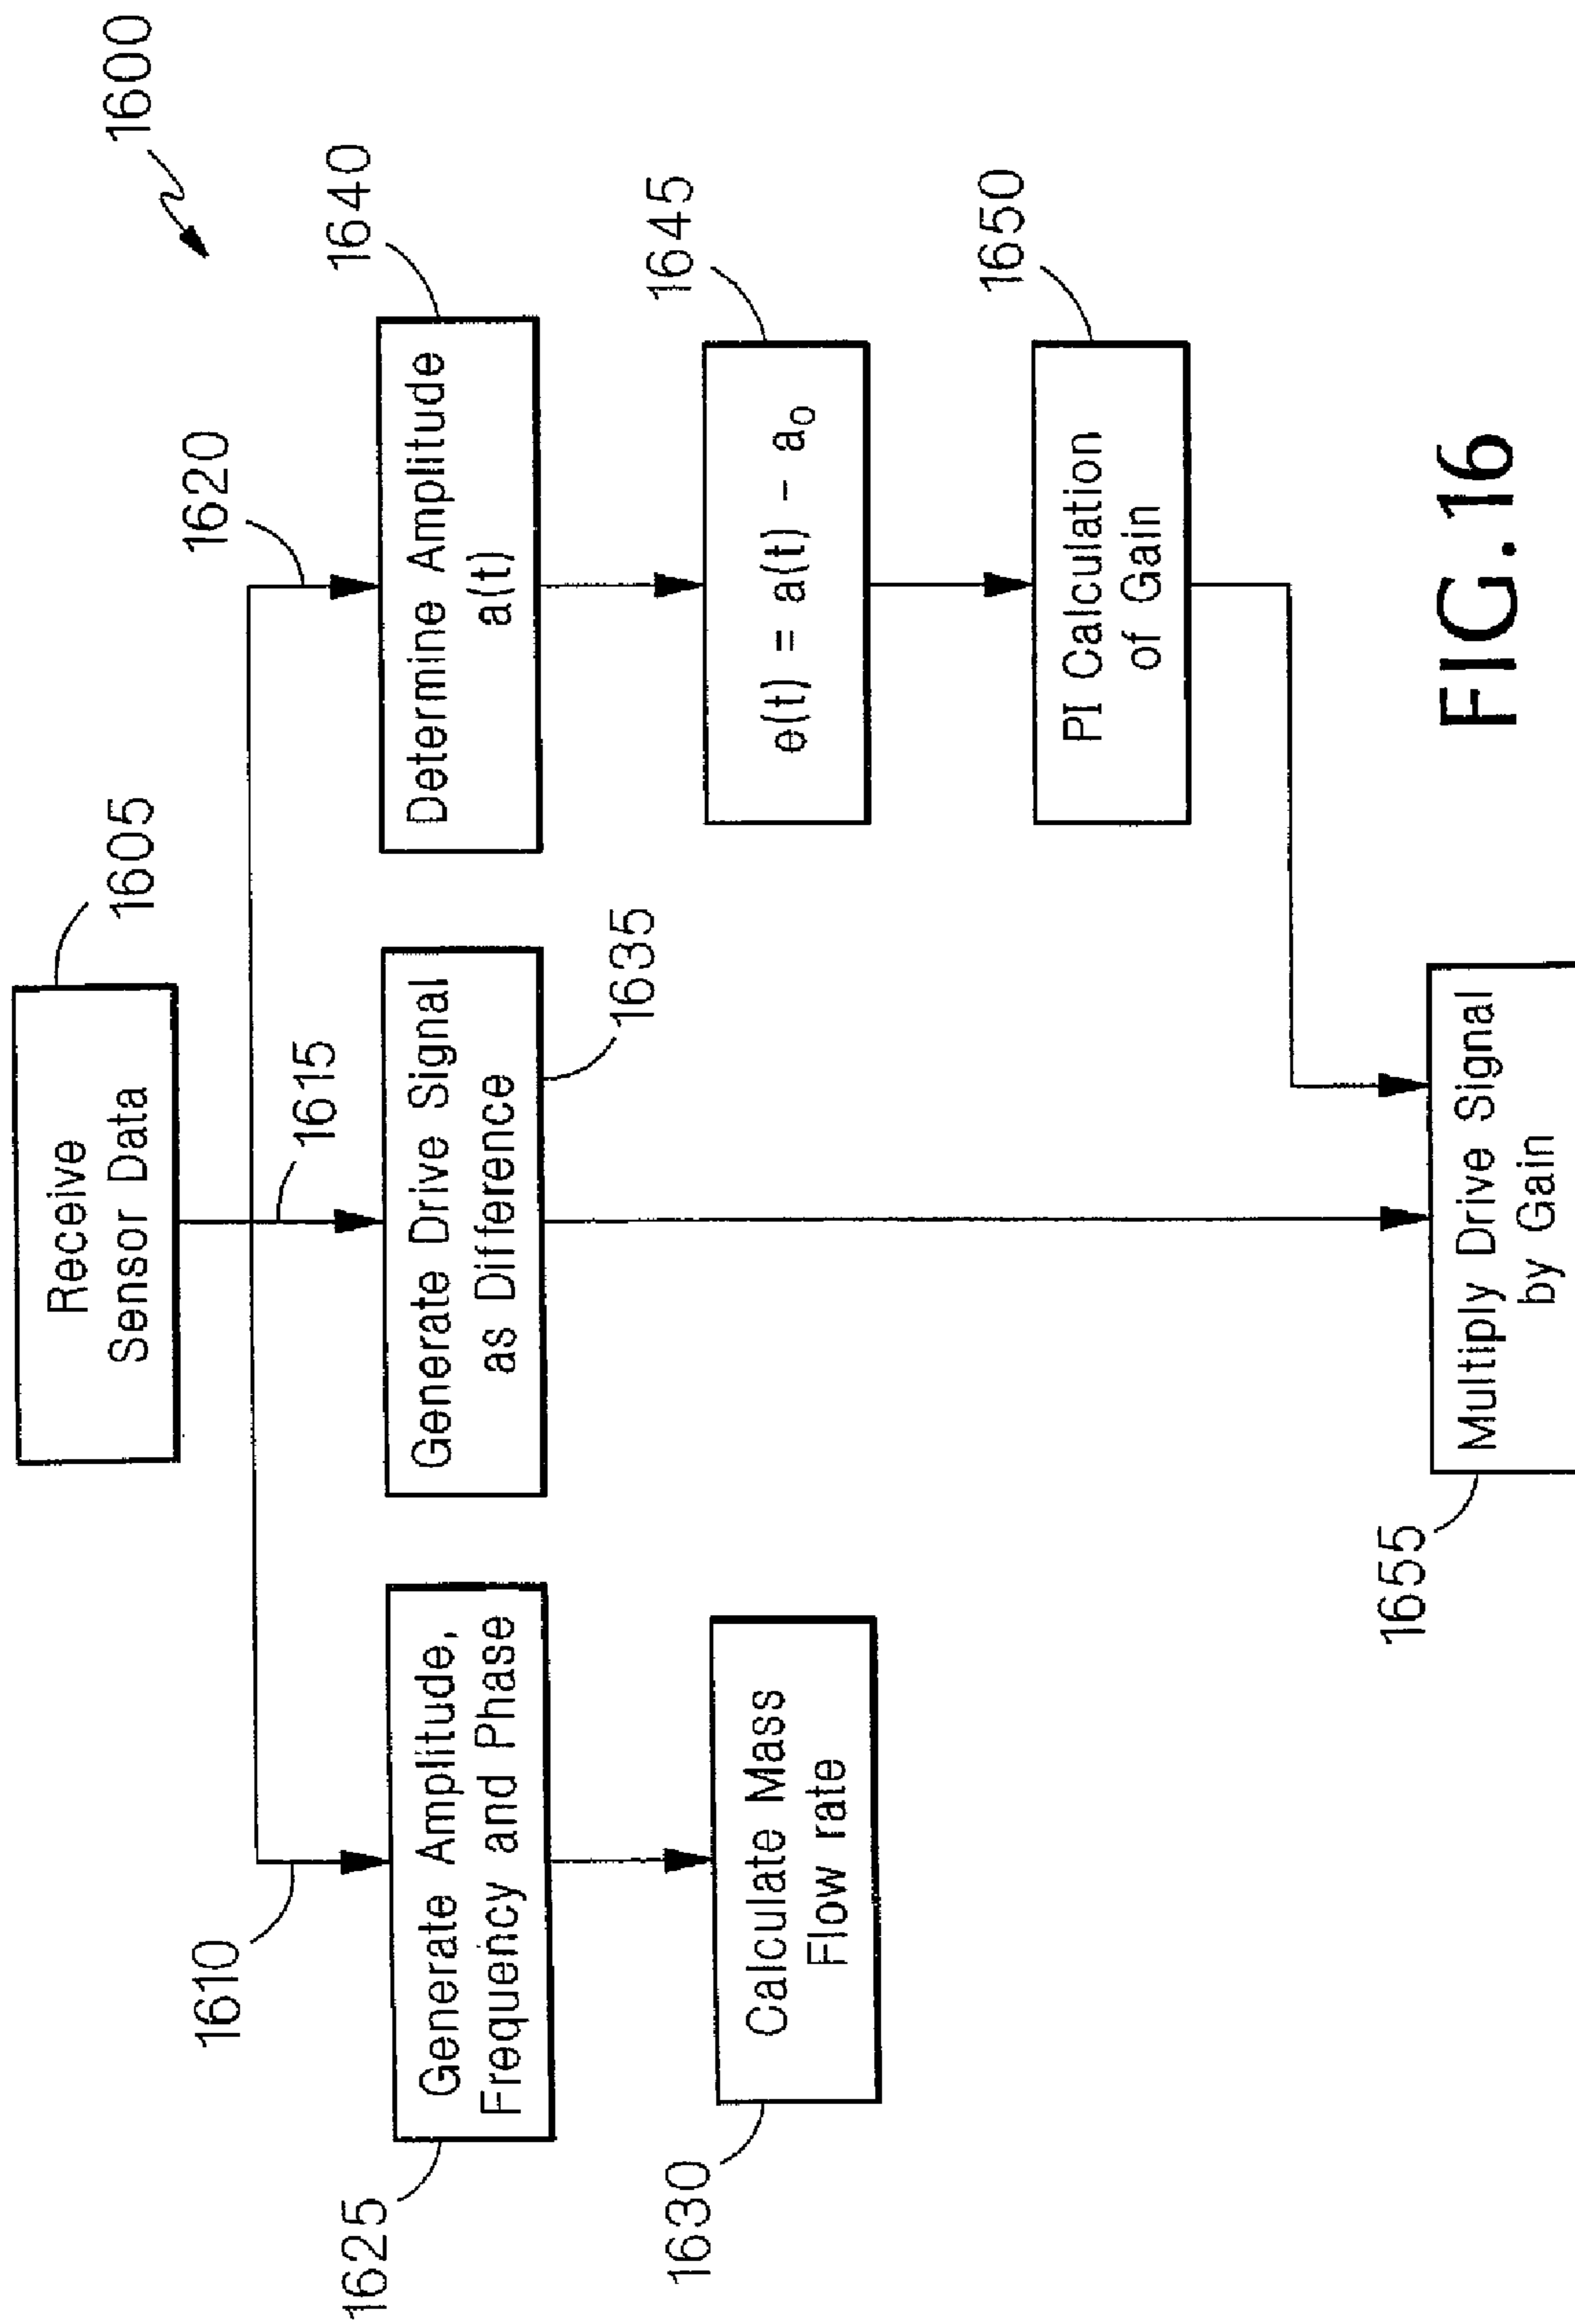 1600
1605
Receive
Sensor Data
1610
1615
1620
1625
Generate Amplitude,
Frequency and Phase
1635
Generate Drive Signal
as Difference
1640
Determine Amplitude
a(t)
1630
Calculate Mass
Flow rate
1645
e(t) = a(t) - a₀
1650
PI Calculation
of Gain
1655
Multiply Drive Signal
by Gain
FIG. 16